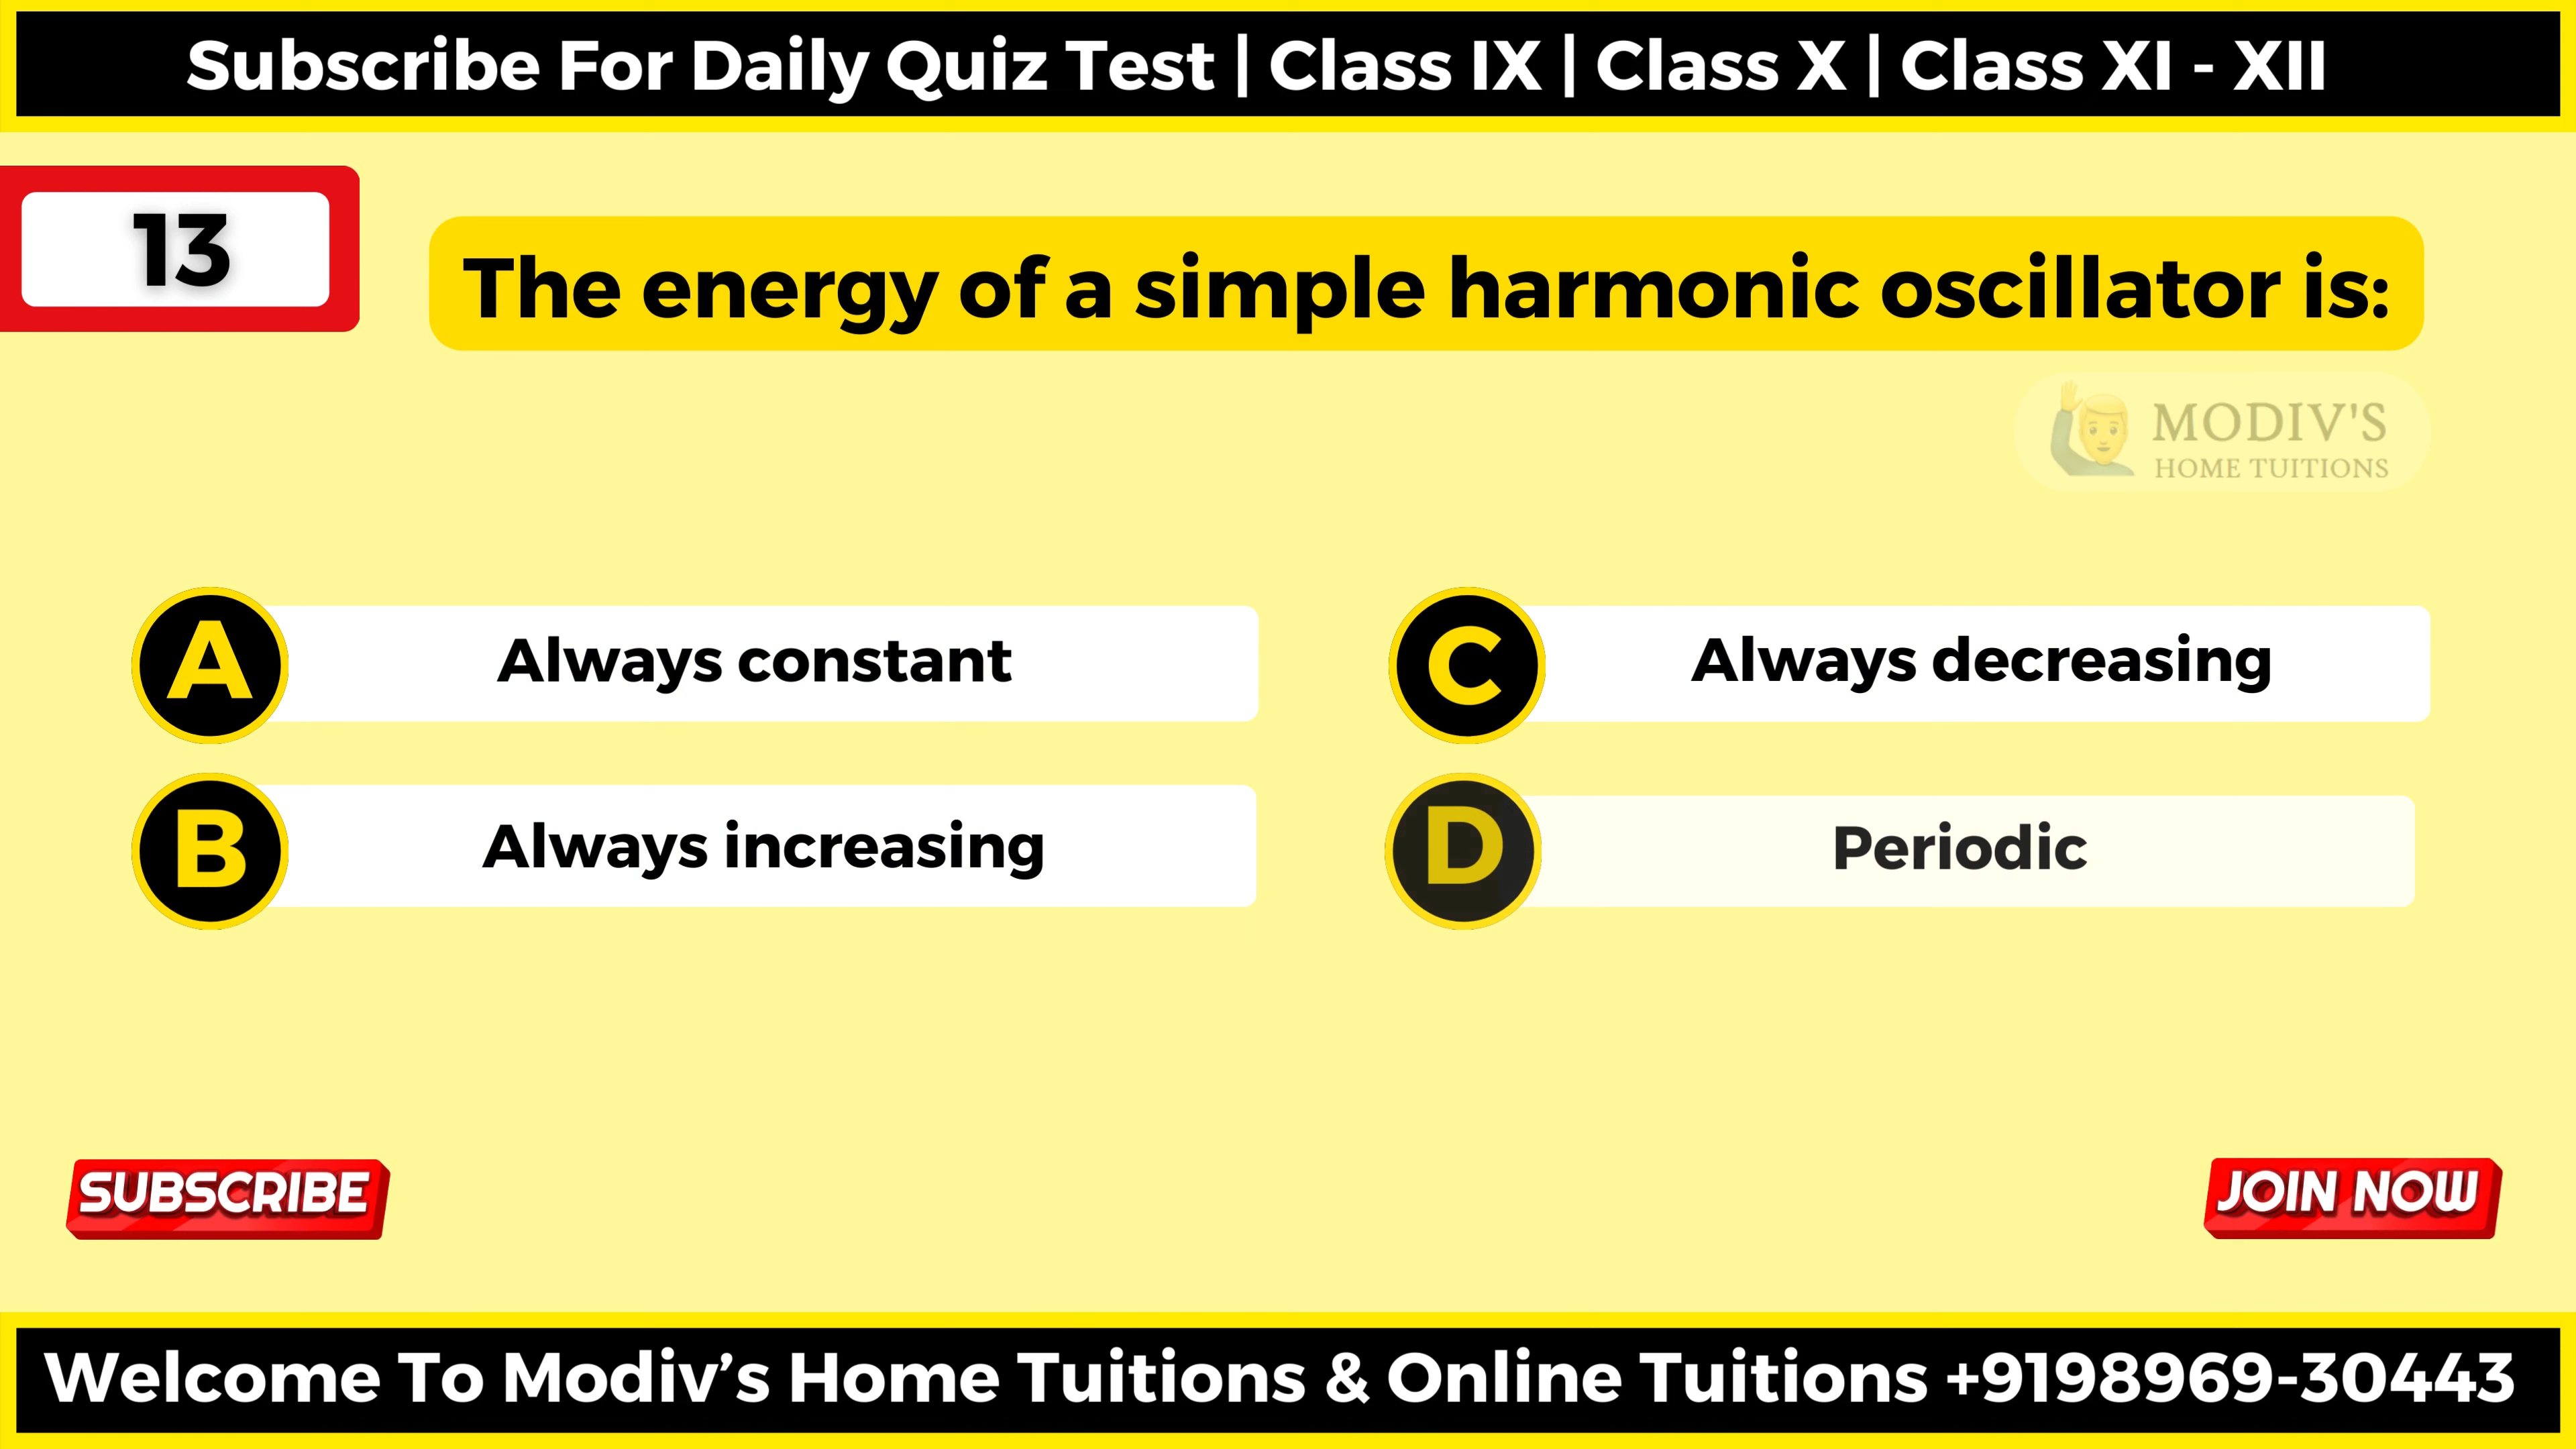 Subscribe For Daily Quiz Test | Class IX | Class X | Class XI - XII
13
The energy of a simple harmonic oscillator is:
MODIV'S
HOME TUITIONS
A Always constant
B Always increasing
C Always decreasing
D Periodic
SUBSCRIBE
JOIN NOW
Welcome To Modiv’s Home Tuitions & Online Tuitions +9198969-30443